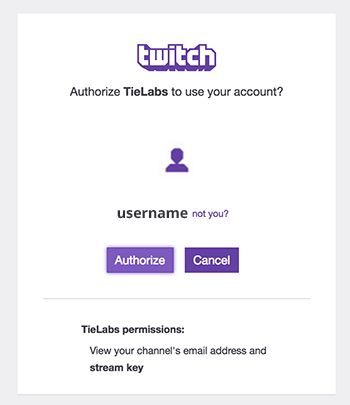 twitch
Authorize TieLabs to use your account?
username not you?
Authorize Cancel
TieLabs permissions:
View your channel's email address and
stream key